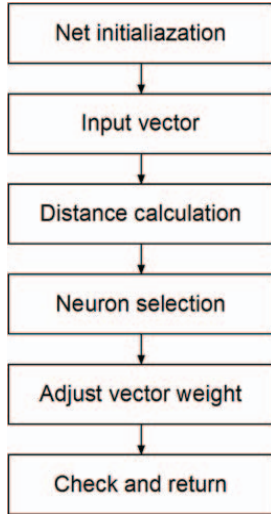 Net initialiazation
Input vector
Distance calculation
Neuron selection
Adjust vector weight
Check and return